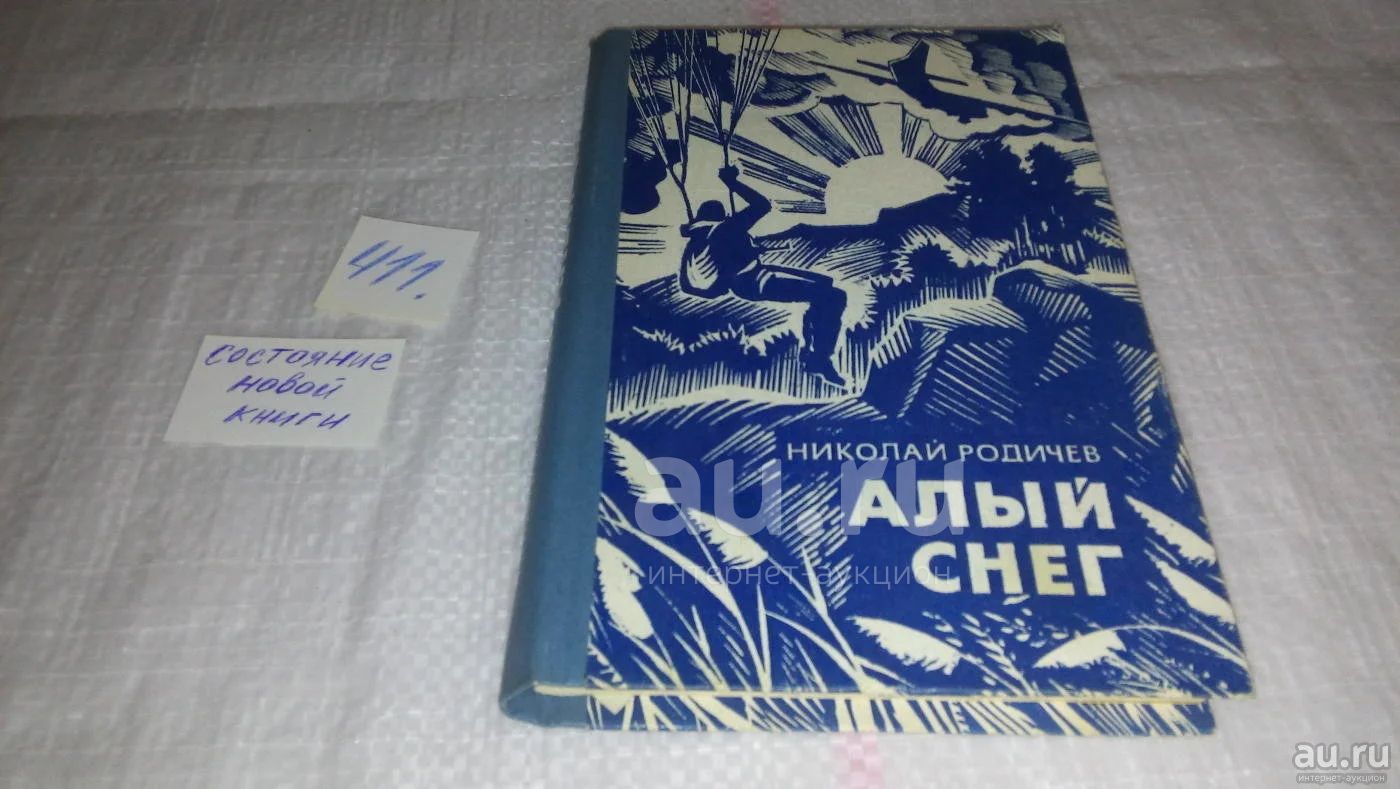 411.
состояние
новой
книги
НИКОЛАЙ РОДИЧЕВ
АЛЫЙ
СНЕГ
au.ru
интернет-аукцион
au.ru
интернет-аукцион